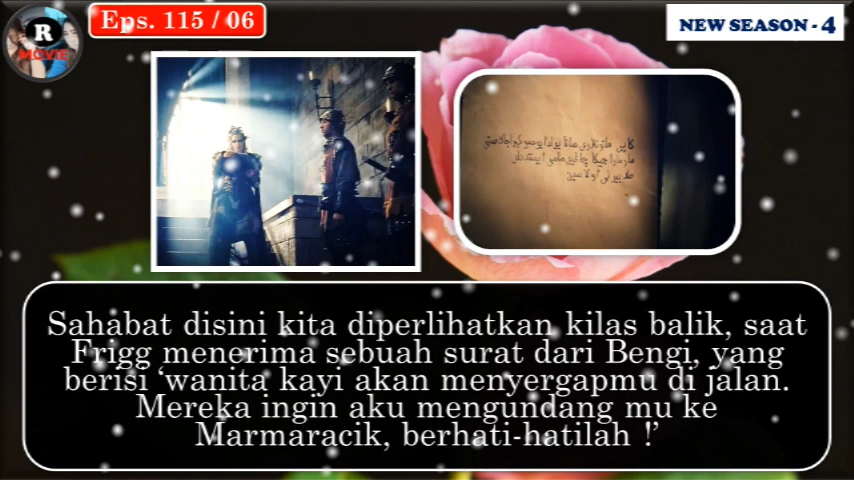 R
MOVIE
Eps. 115 / 06
NEW SEASON - 4
Sahabat disini kita diperlihatkan kilas balik, saat
Frigg menerima sebuah surat dari Bengi, yang
berisi ‘wanita kayi akan menyergapmu di jalan.
Mereka ingin aku mengundang mu ke
Marmaracik, berhati-hatilah !’